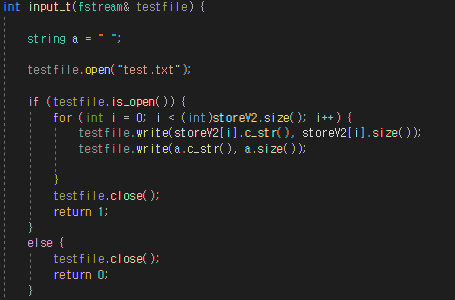 int input_t(fstream& testfile) {
string a = " ";
testfile.open("test.txt");
if (testfile.is_open()) {
for (int i = 0; i < (int)storeV2.size(); i++) {
testfile.write(storeV2[i].c_str(), storeV2[i].size());
testfile.write(a.c_str(), a.size());
}
testfile.close();
return 1;
}
else {
testfile.close();
return 0;
}